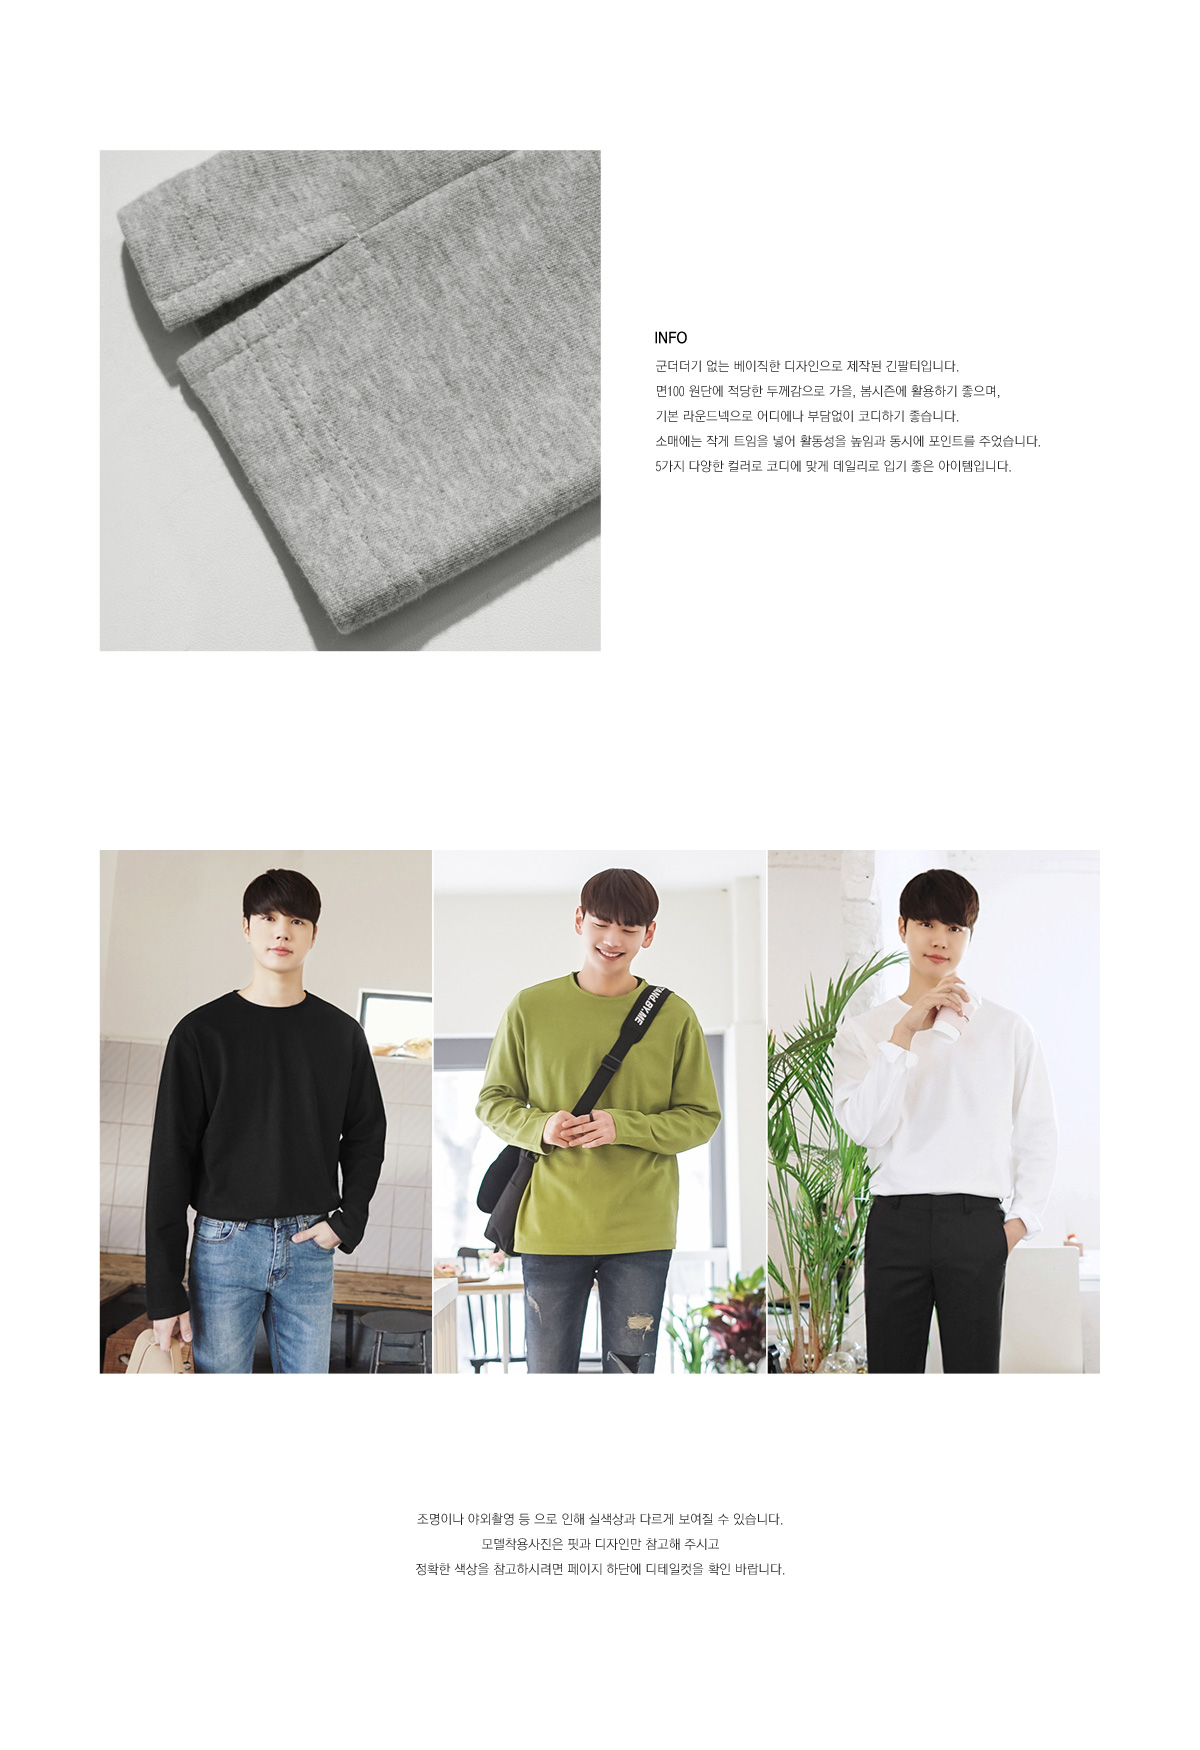 INFO
군더더기 없는 베이직한 디자인으로 제작된 긴팔티입니다.
면100 원단에 적당한 두께감으로 가을, 봄시즌에 활용하기 좋으며,
기본 라운드넥으로 어디에나 부담없이 코디하기 좋습니다.
소매에는 작게 트임을 넣어 활동성을 높임과 동시에 포인트를 주었습니다.
5가지 다양한 컬러로 코디에 맞게 데일리로 입기 좋은 아이템입니다.
TAND.BY.ME
조명이나 야외촬영 등 으로 인해 실색상과 다르게 보여질 수 있습니다.
모델착용사진은 핏과 디자인만 참고해 주시고
정확한 색상을 참고하시려면 페이지 하단에 디테일컷을 확인 바랍니다.